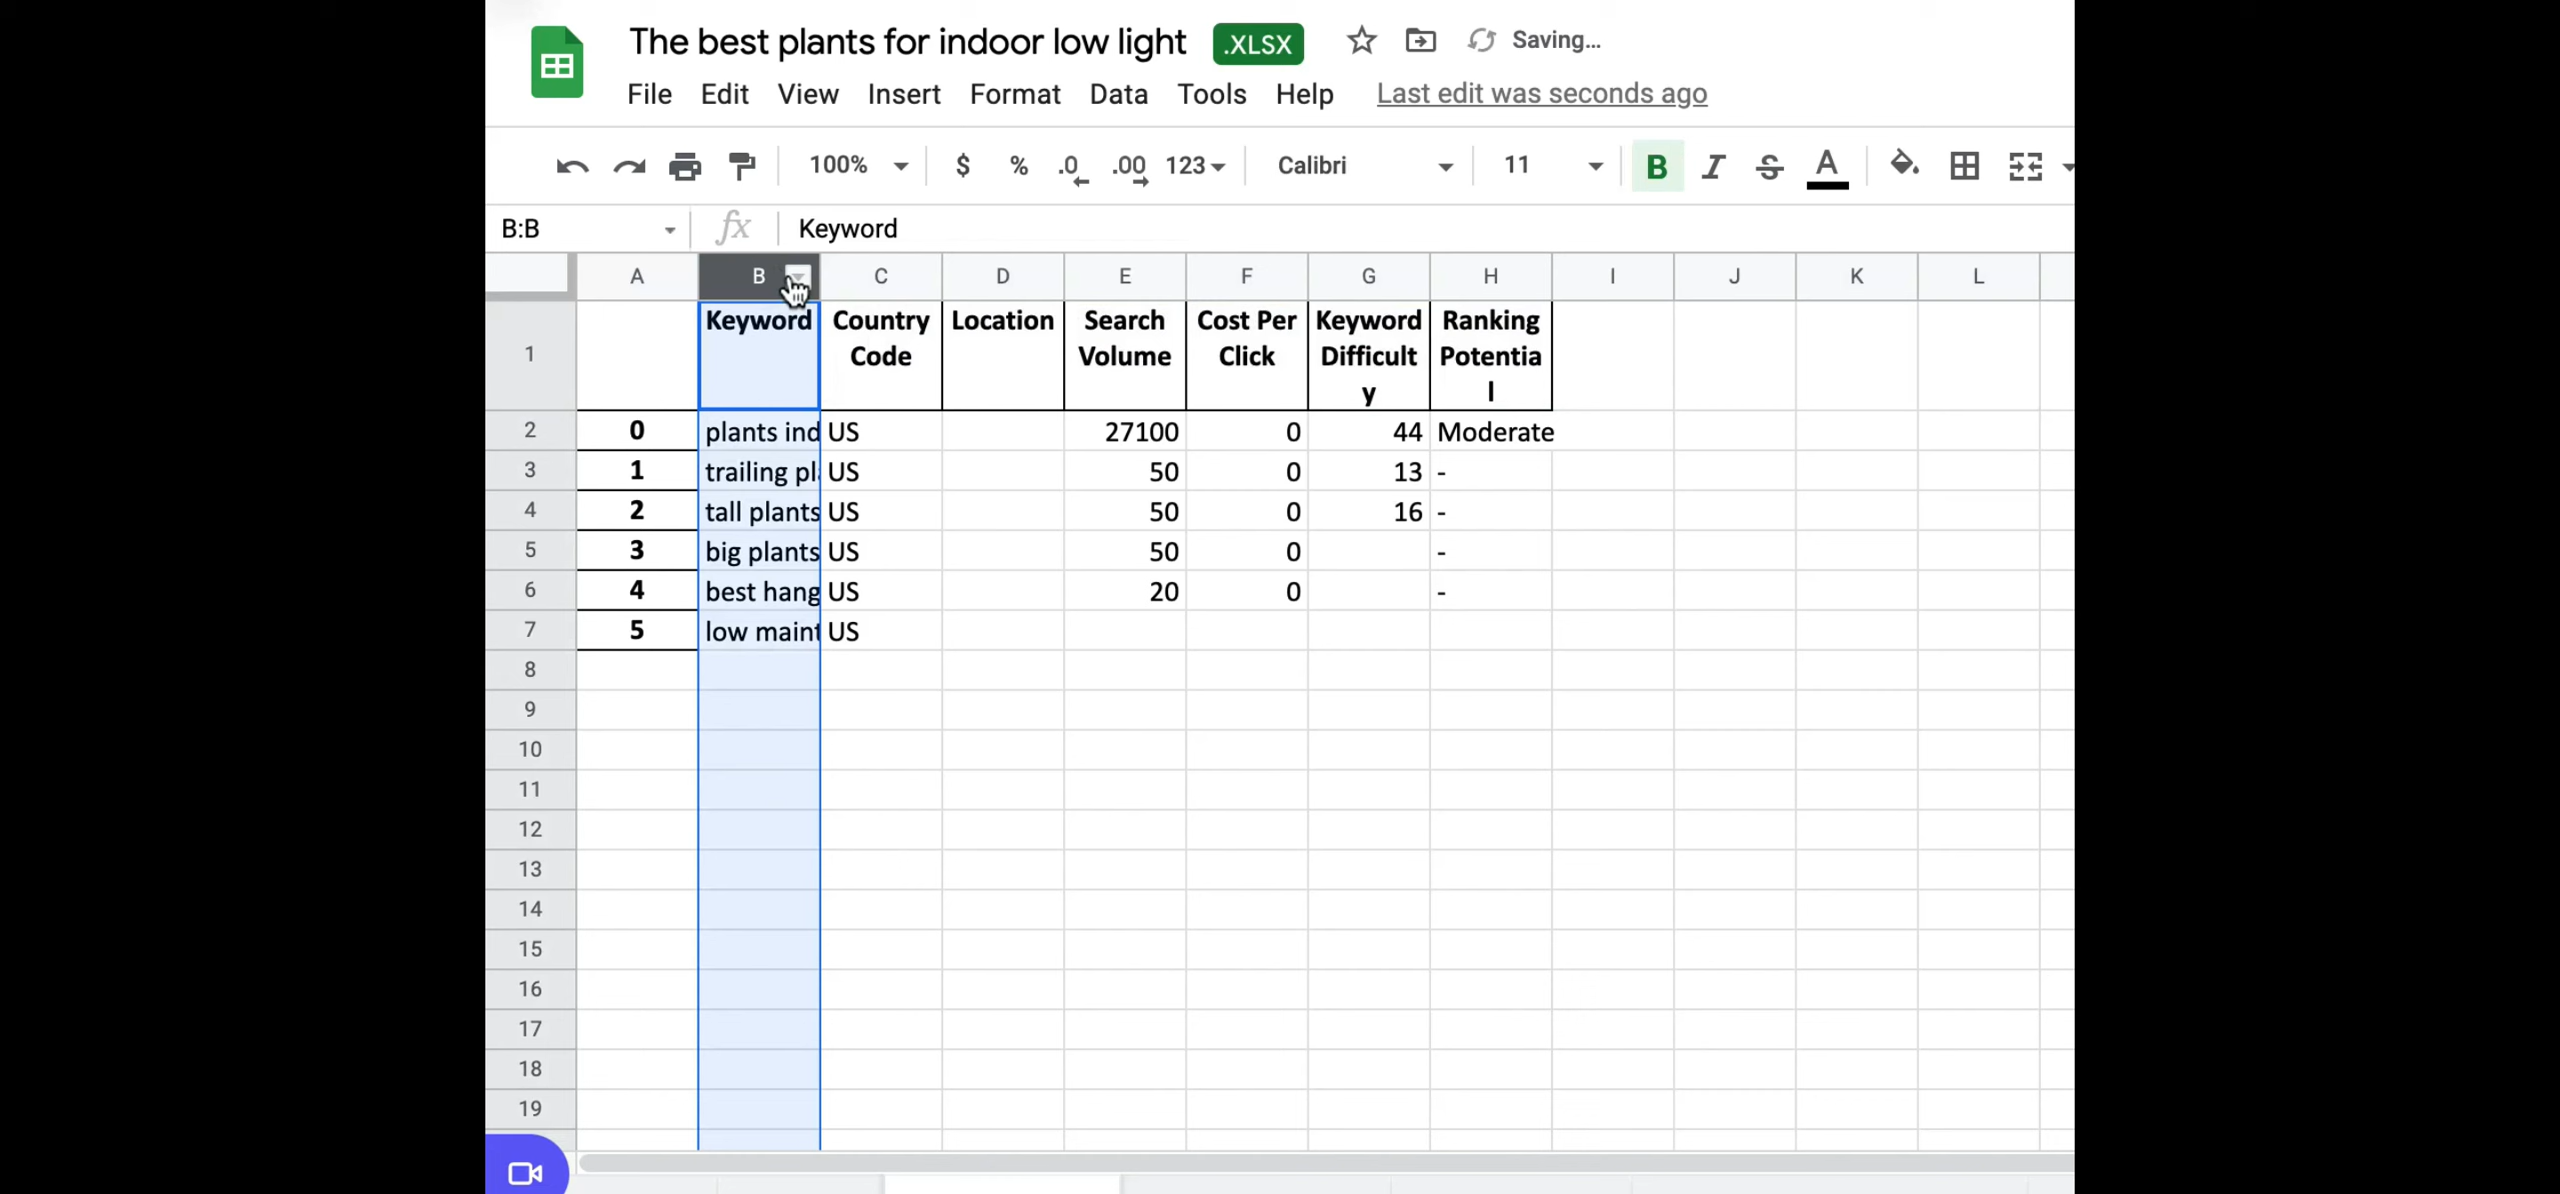 The best plants for indoor low light .XLSX Saving...
File Edit View Insert Format Data Tools Help Last edit was seconds ago
100% $ % .0 .00 123 Calibri 11 B I S A
B:B fx Keyword
A B C D E F G H I J K L
1 Keyword Country Code Location Search Volume Cost Per Click Keyword Difficulty Ranking Potential
2 0 plants ind US 27100 0 44 Moderate
3 1 trailing pl US 50 0 13 -
4 2 tall plants US 50 0 16 -
5 3 big plants US 50 0 -
6 4 best hang US 20 0 -
7 5 low maint US
8
9
10
11
12
13
14
15
16
17
18
19